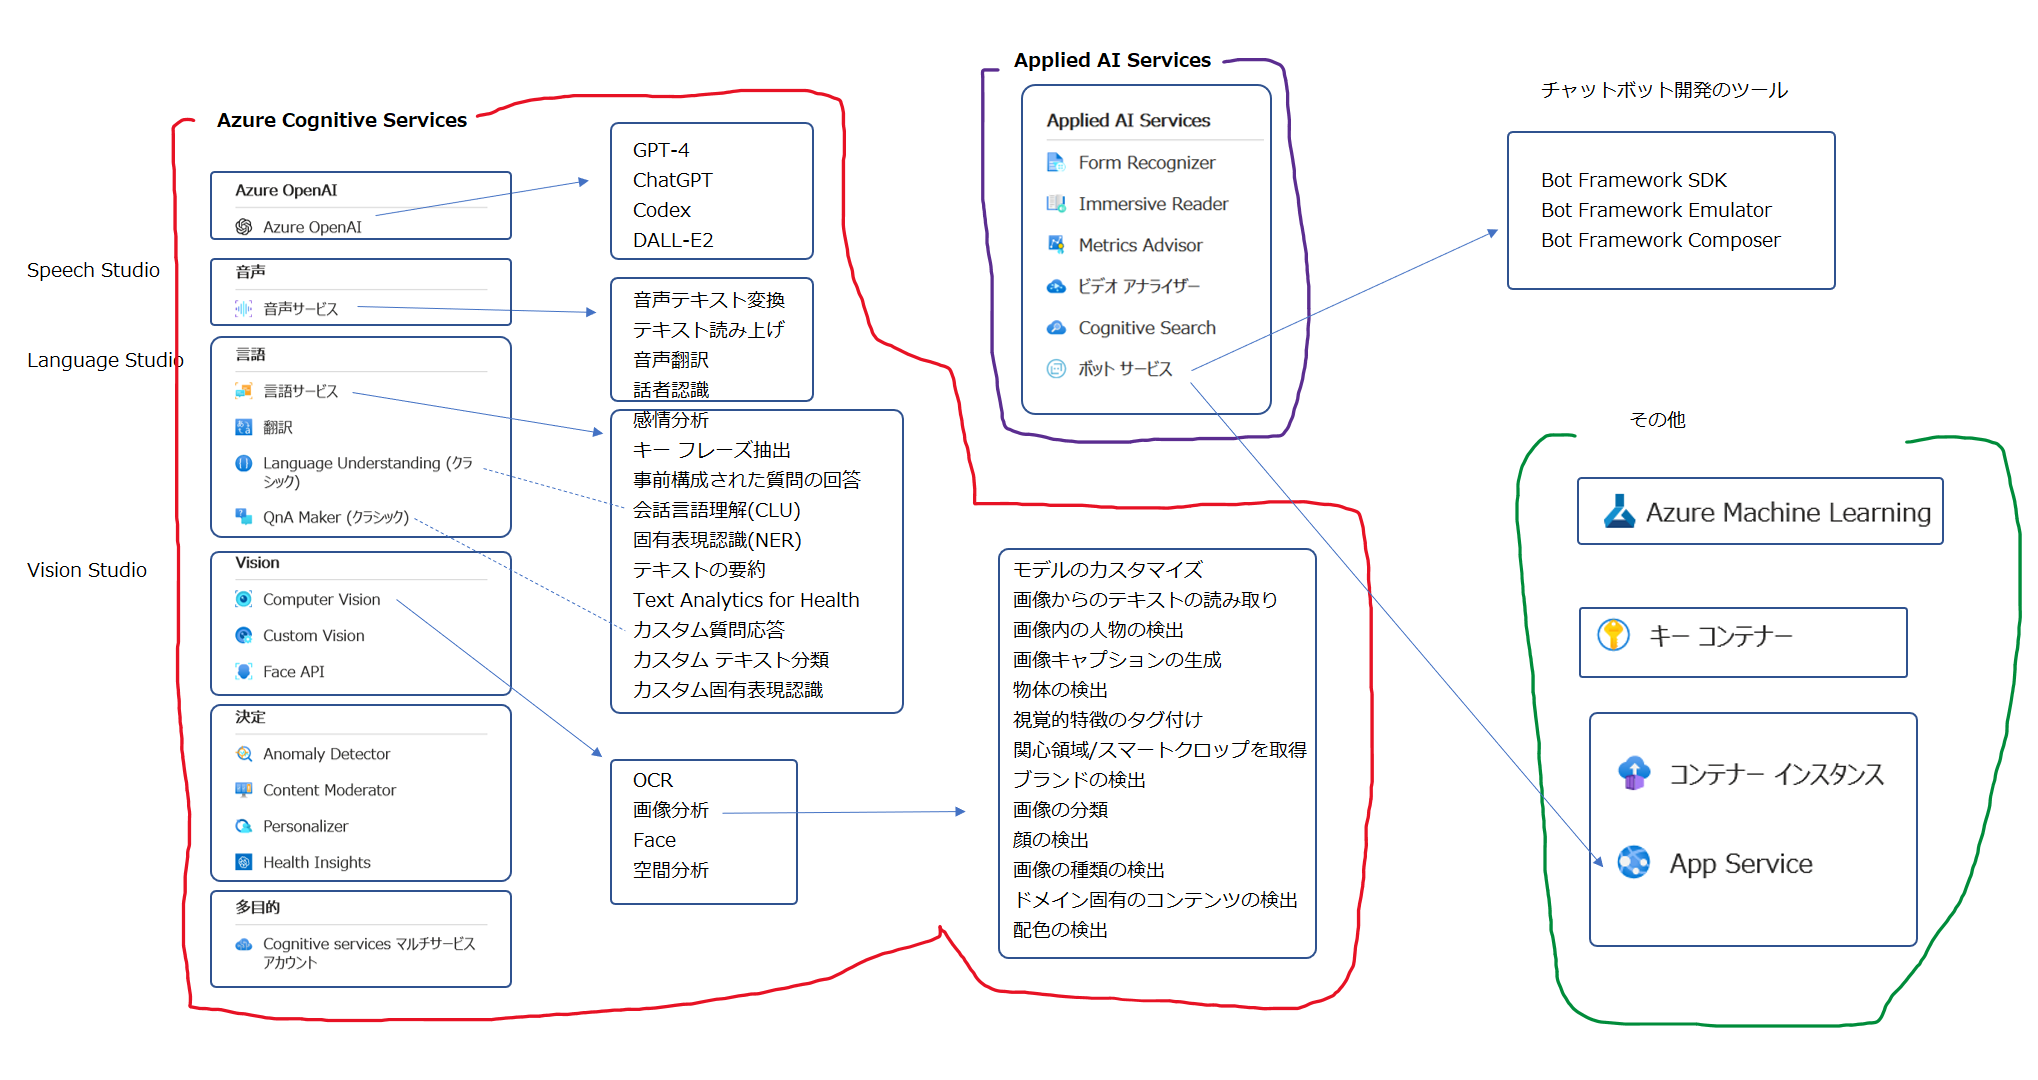 Azure Cognitive Services
Azure OpenAI
Azure OpenAI
GPT-4
ChatGPT
Codex
DALL-E2
Speech Studio
音声
音声サービス
音声テキスト変換
テキスト読み上げ
音声翻訳
話者認識
Language Studio
言語
言語サービス
翻訳
Language Understanding (クラ
シック)
QnA Maker (クラシック)
感情分析
キー フレーズ抽出
事前構成された質問の回答
会話言語理解(CLU)
固有表現認識(NER)
テキストの要約
Text Analytics for Health
カスタム質問応答
カスタム テキスト分類
カスタム固有表現認識
Vision Studio
Vision
Computer Vision
Custom Vision
Face API
OCR
画像分析
Face
空間分析
モデルのカスタマイズ
画像からのテキストの読み取り
画像内の人物の検出
画像キャプションの生成
物体の検出
視覚的特徴のタグ付け
関心領域/スマートクロップを取得
ブランドの検出
画像の分類
顔の検出
画像の種類の検出
ドメイン固有のコンテンツの検出
配色の検出
決定
Anomaly Detector
Content Moderator
Personalizer
Health Insights
多目的
Cognitive services マルチサービス
アカウント
Applied AI Services
Applied AI Services
Form Recognizer
Immersive Reader
Metrics Advisor
ビデオ アナライザー
Cognitive Search
ボット サービス
チャットボット開発のツール
Bot Framework SDK
Bot Framework Emulator
Bot Framework Composer
その他
Azure Machine Learning
キー コンテナー
コンテナー インスタンス
App Service